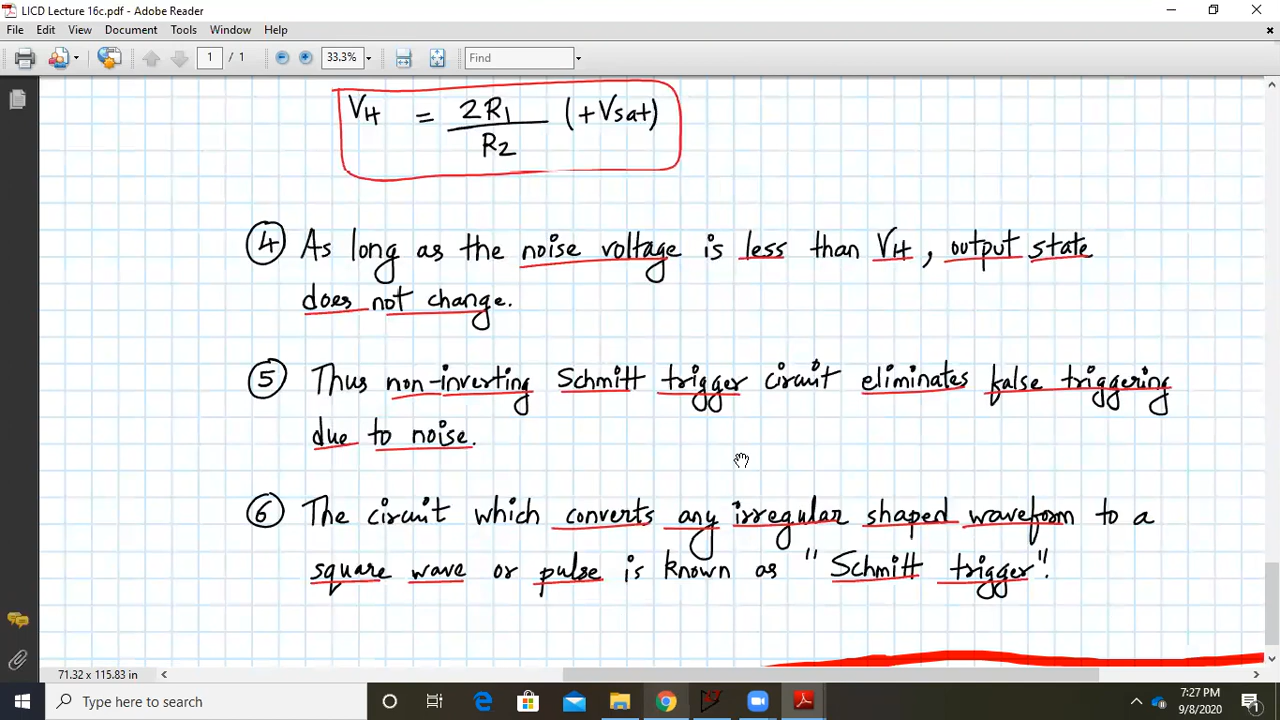 LICD Lecture 16c.pdf - Adobe Reader
File Edit View Document Tools Window Help
1 / 1 33.3% Find
VH = 2R1 / R2 (+Vsat)
4 As long as the noise voltage is less than VH, output state
does not change.
5 Thus non-inverting Schmitt trigger circuit eliminates false triggering
due to noise.
6 The circuit which converts any irregular shaped waveform to a
square wave or pulse is known as "Schmitt trigger".
71.32 x 115.83 in
Type here to search
7:27 PM
9/8/2020
1